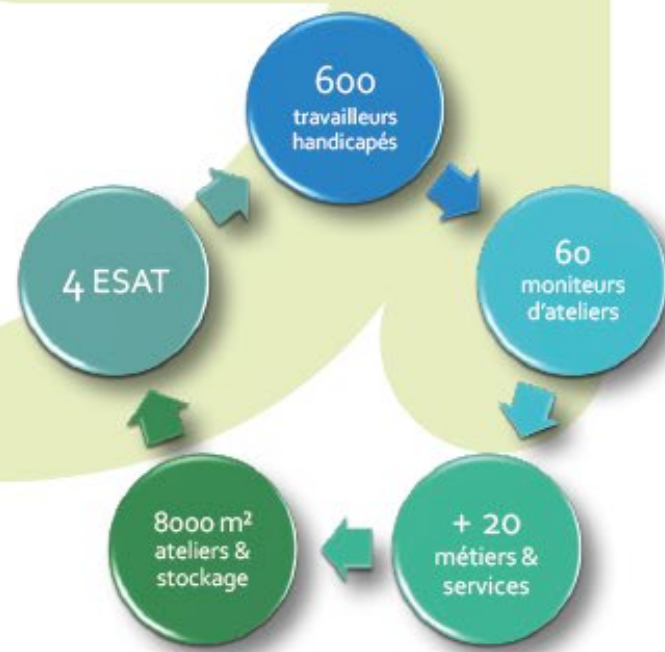 600
travailleurs
handicapés
60
moniteurs
d'ateliers
+ 20
métiers &
services
8000 m²
ateliers &
stockage
4 ESAT